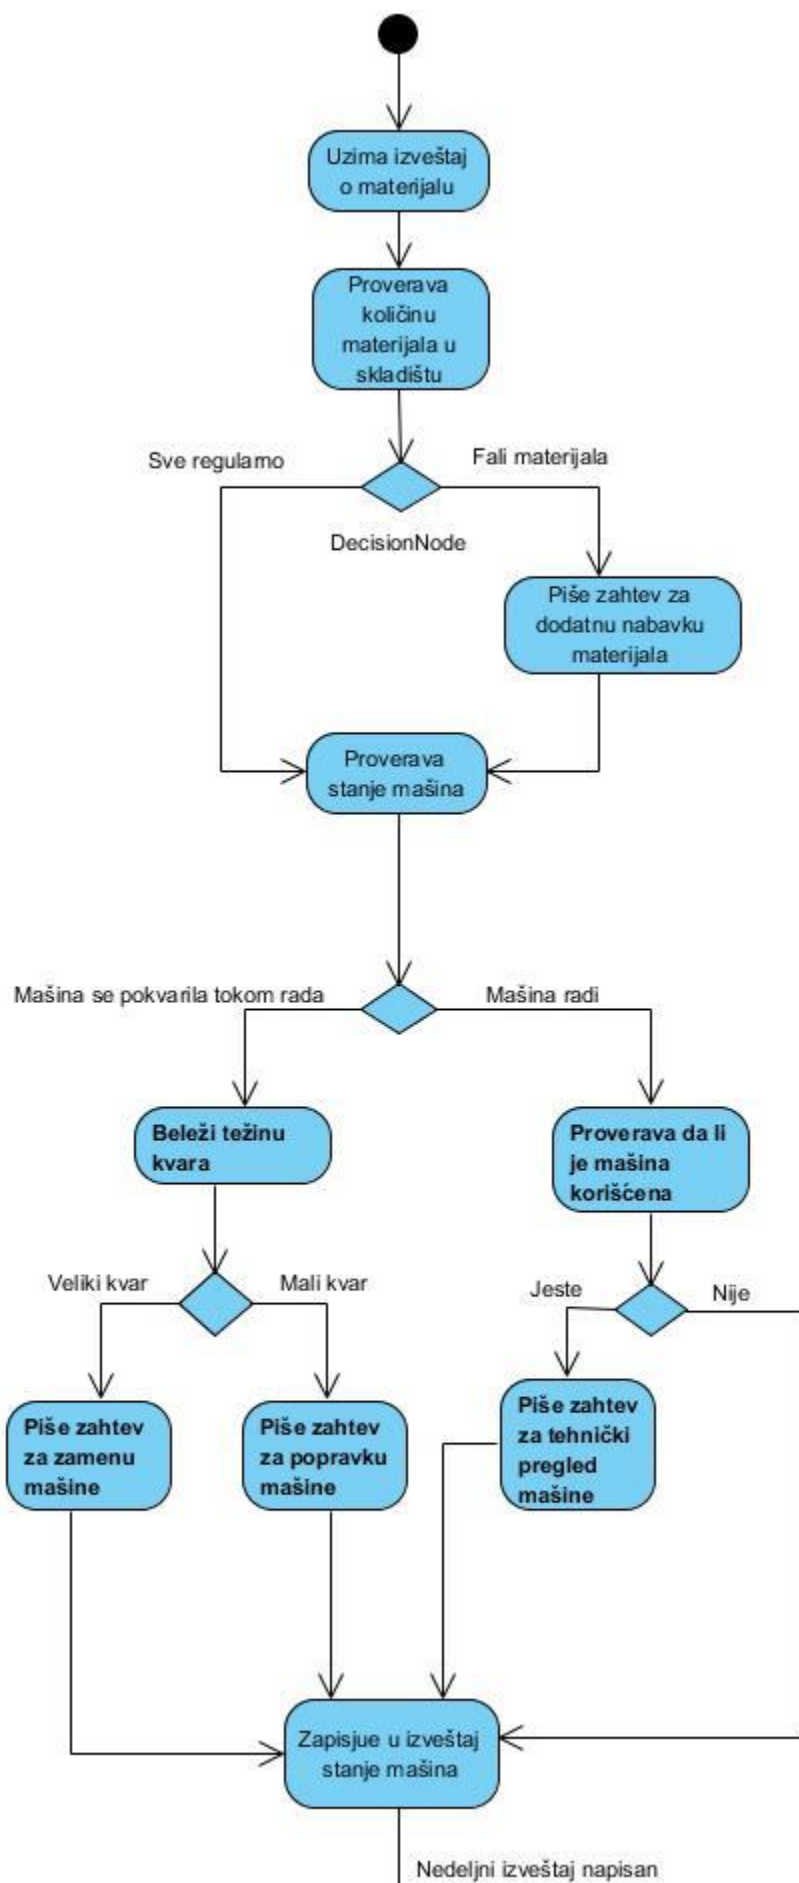 Uzima izveštaj
o materijalu
Proverava
količinu
materijala u
skladištu
Sve regularno
Fali materijala
DecisionNode
Piše zahtev za
dodatnu nabavku
materijala
Proverava
stanje mašina
Mašina se pokvarila tokom rada
Mašina radi
Beleži težinu
kvara
Proverava da li
je mašina
korišćena
Veliki kvar
Mali kvar
Jeste
Nije
Piše zahtev
za zamenu
mašine
Piše zahtev
za popravku
mašine
Piše zahtev
za tehnički
pregled
mašine
Zapisjue u izveštaj
stanje mašina
Nedeljni izveštaj napisan